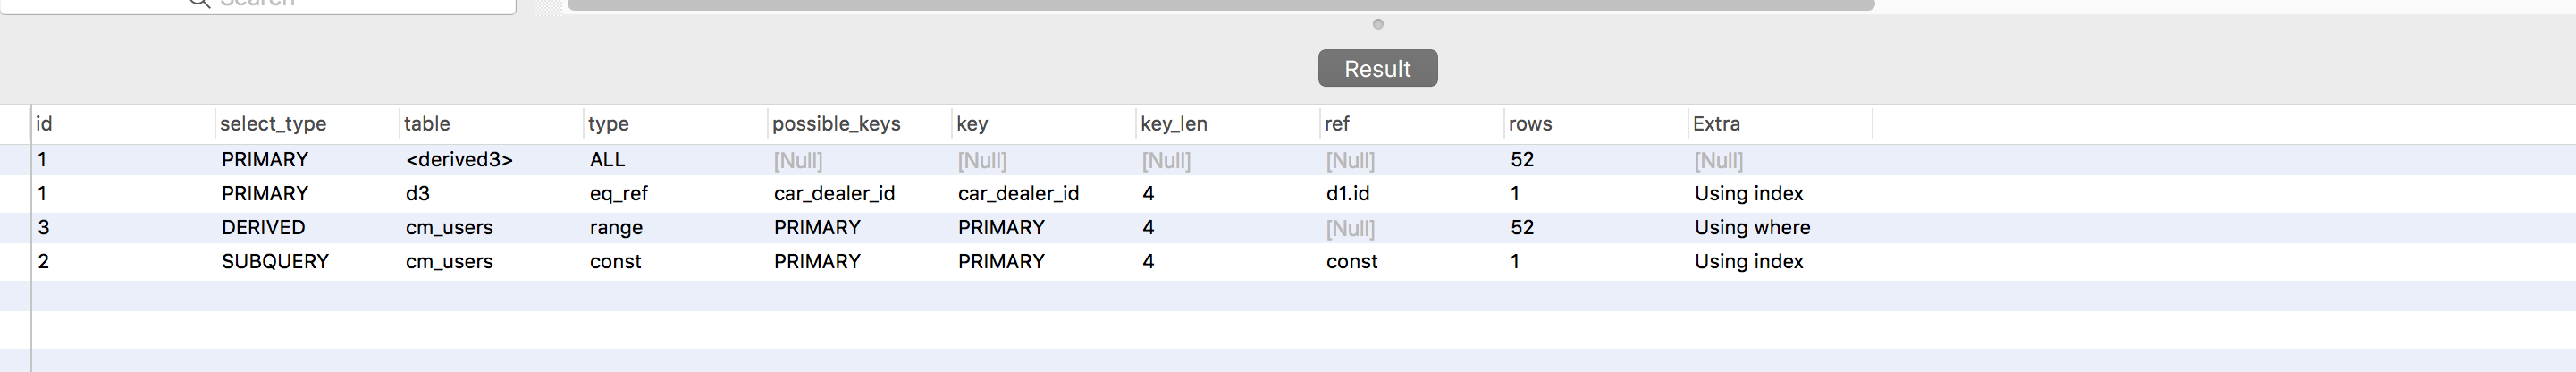 Search
Result
id select_type table type possible_keys key key_len ref rows Extra
1 PRIMARY <derived3> ALL [Null] [Null] [Null] [Null] 52 [Null]
1 PRIMARY d3 eq_ref car_dealer_id car_dealer_id 4 d1.id 1 Using index
3 DERIVED cm_users range PRIMARY PRIMARY 4 [Null] 52 Using where
2 SUBQUERY cm_users const PRIMARY PRIMARY 4 const 1 Using index